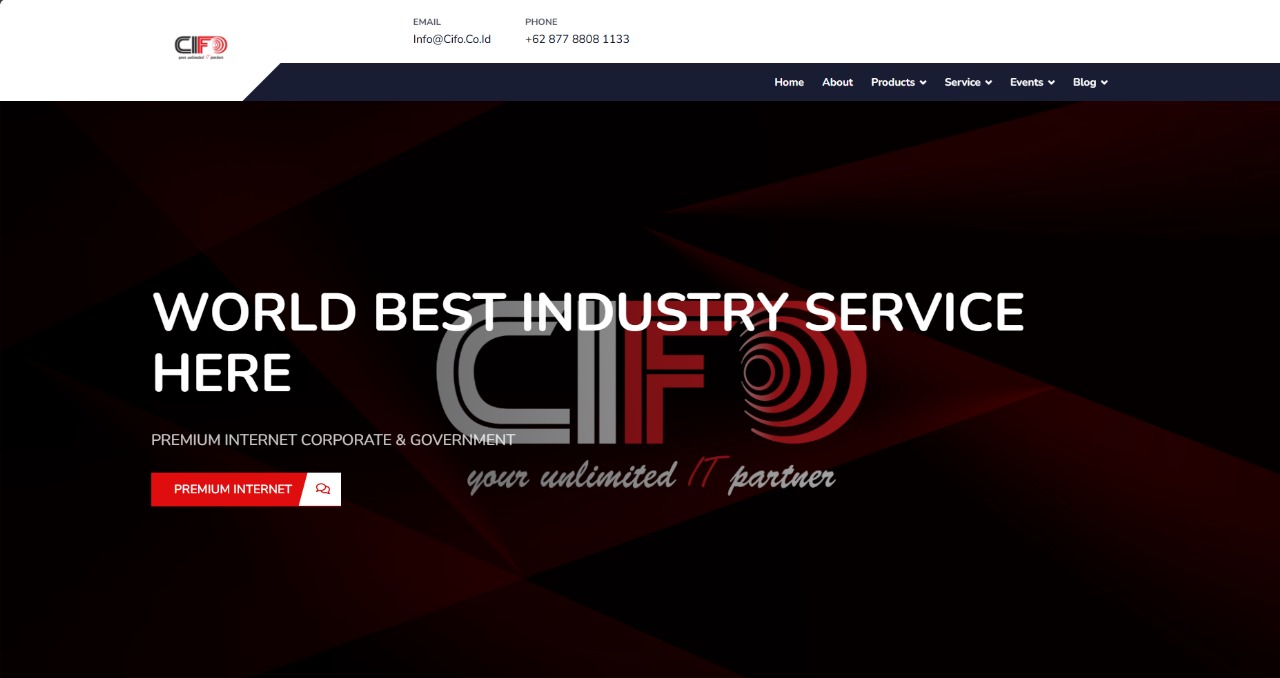 CIFO
your unlimited IT partner
EMAIL
Info@Cifo.Co.Id
PHONE
+62 877 8808 1133
Home About Products Service Events Blog
WORLD BEST INDUSTRY SERVICE
HERE
CIFO
PREMIUM INTERNET CORPORATE & GOVERNMENT
your unlimited IT partner
PREMIUM INTERNET